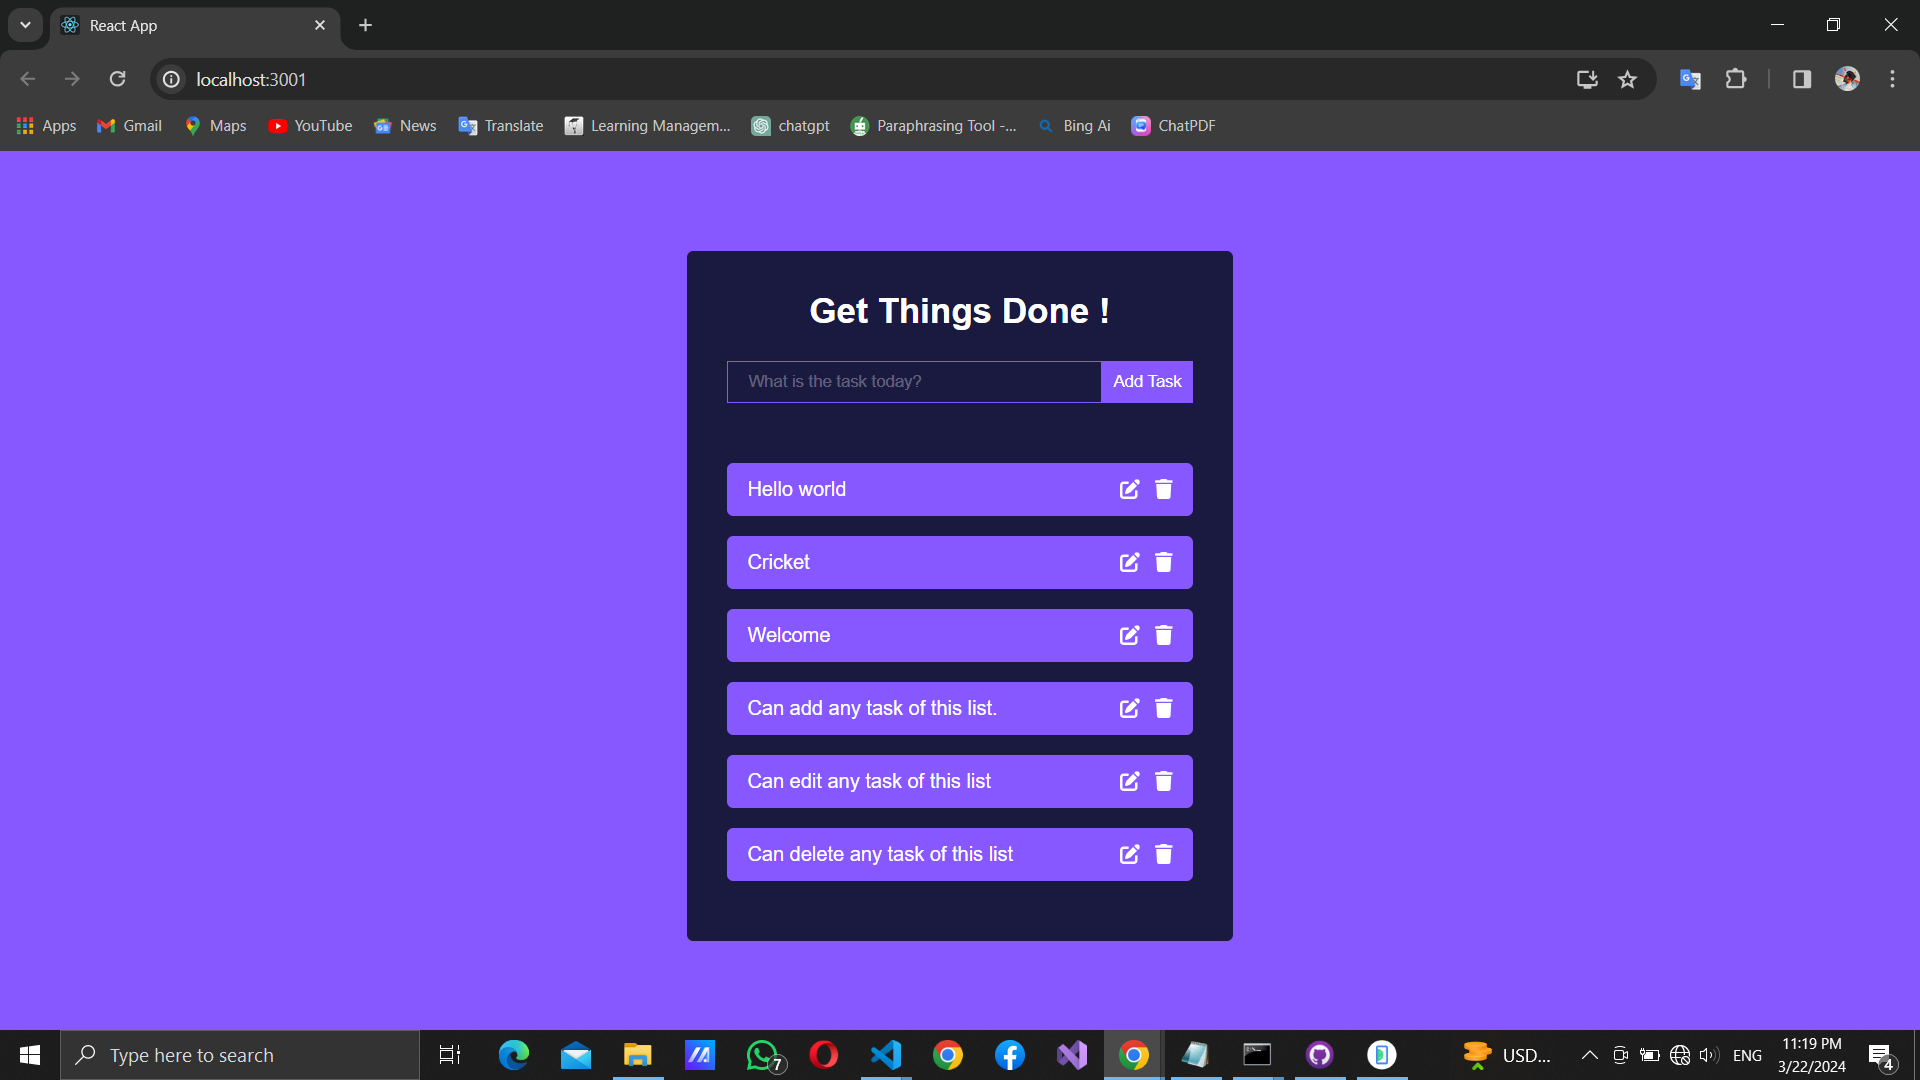 React App
localhost:3001
Apps
Gmail
Maps
YouTube
News
Translate
Learning Managem...
chatgpt
Paraphrasing Tool -...
Bing Ai
ChatPDF
Get Things Done !
What is the task today?
Add Task
Hello world
Cricket
Welcome
Can add any task of this list.
Can edit any task of this list
Can delete any task of this list
Type here to search
7
USD...
ENG
11:19 PM
3/22/2024
4